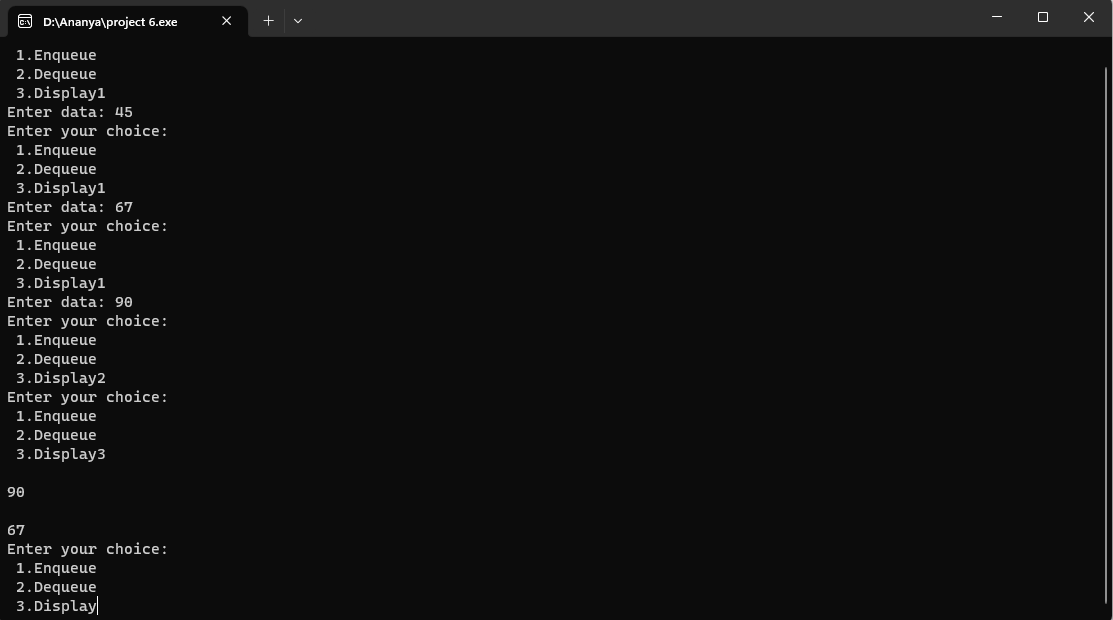 D:\Ananya\project 6.exe
1.Enqueue
2.Dequeue
3.Display1
Enter data: 45
Enter your choice:
1.Enqueue
2.Dequeue
3.Display1
Enter data: 67
Enter your choice:
1.Enqueue
2.Dequeue
3.Display1
Enter data: 90
Enter your choice:
1.Enqueue
2.Dequeue
3.Display2
Enter your choice:
1.Enqueue
2.Dequeue
3.Display3
90
67
Enter your choice:
1.Enqueue
2.Dequeue
3.Display